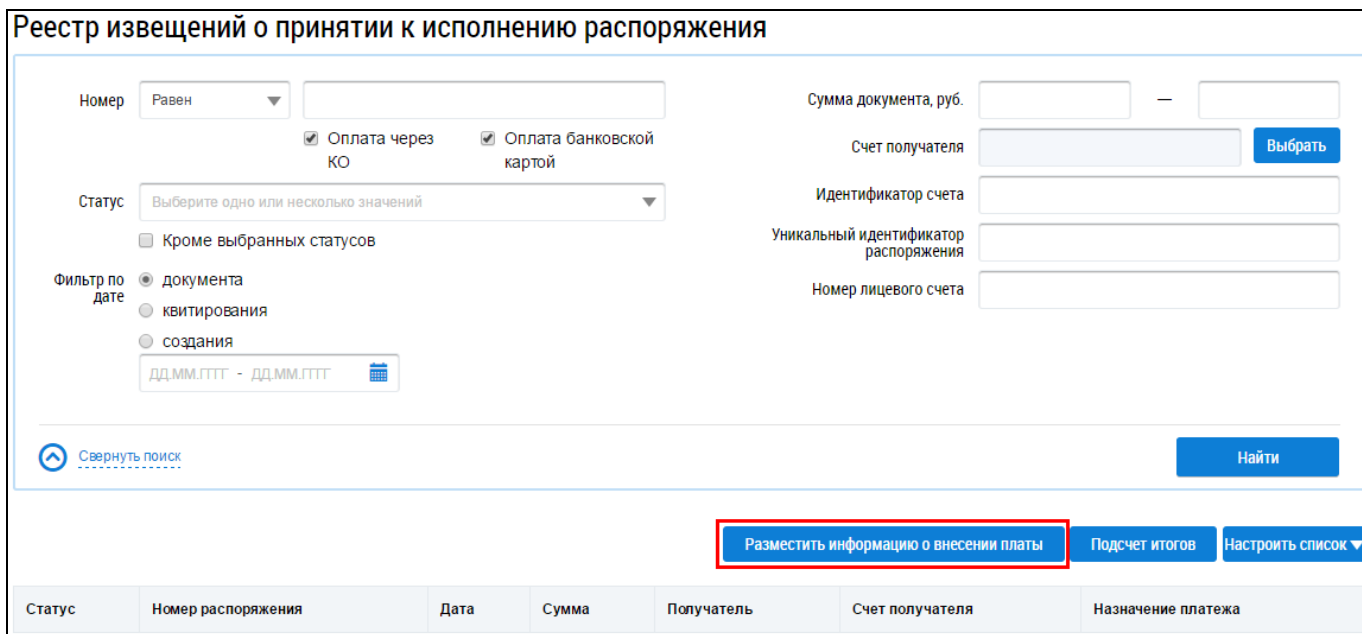 Реестр извещений о принятии к исполнению распоряжения
Номер
Равен
Оплата через
КО
Оплата банковской
картой
Статус
Выберите одно или несколько значений
Кроме выбранных статусов
Фильтр по
дате
документа
квитирования
создания
ДД.ММ.ГГГГ - ДД.ММ.ГГГГ
Сумма документа, руб.
—
Счет получателя
Выбрать
Идентификатор счета
Уникальный идентификатор
распоряжения
Номер лицевого счета
Свернуть поиск
Найти
Разместить информацию о внесении платы
Подсчет итогов
Настроить список
Статус
Номер распоряжения
Дата
Сумма
Получатель
Счет получателя
Назначение платежа